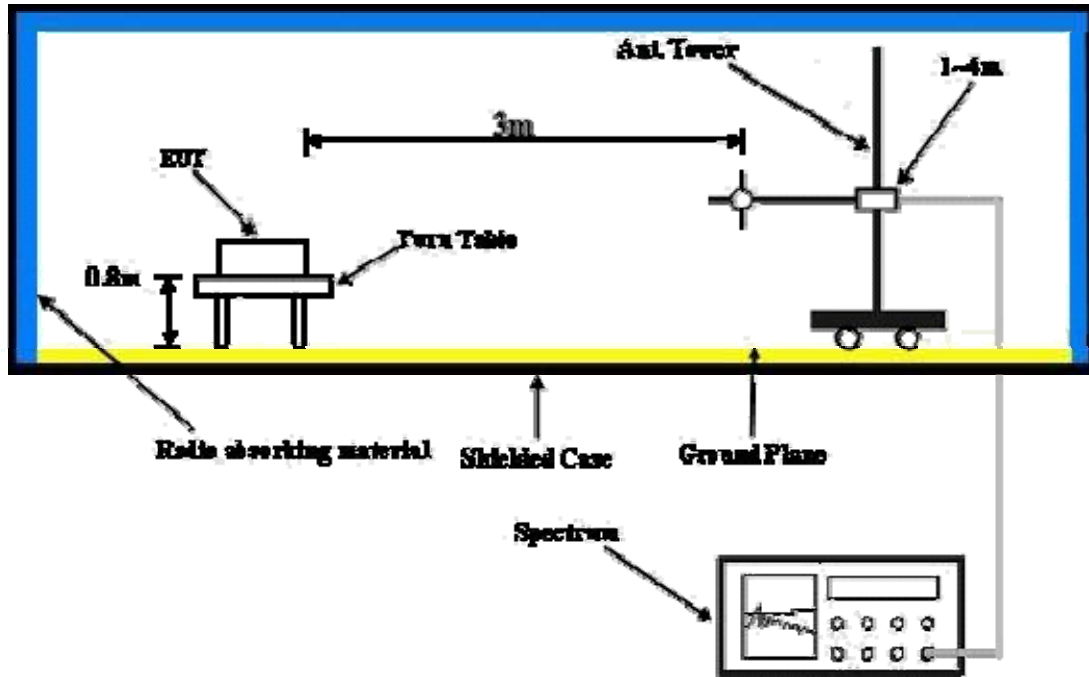 Ant. Tower
1~4m
3m
EUT
Turn Table
0.8m
Radio absorbing material
Shielded Case
Ground Plane
Spectrum